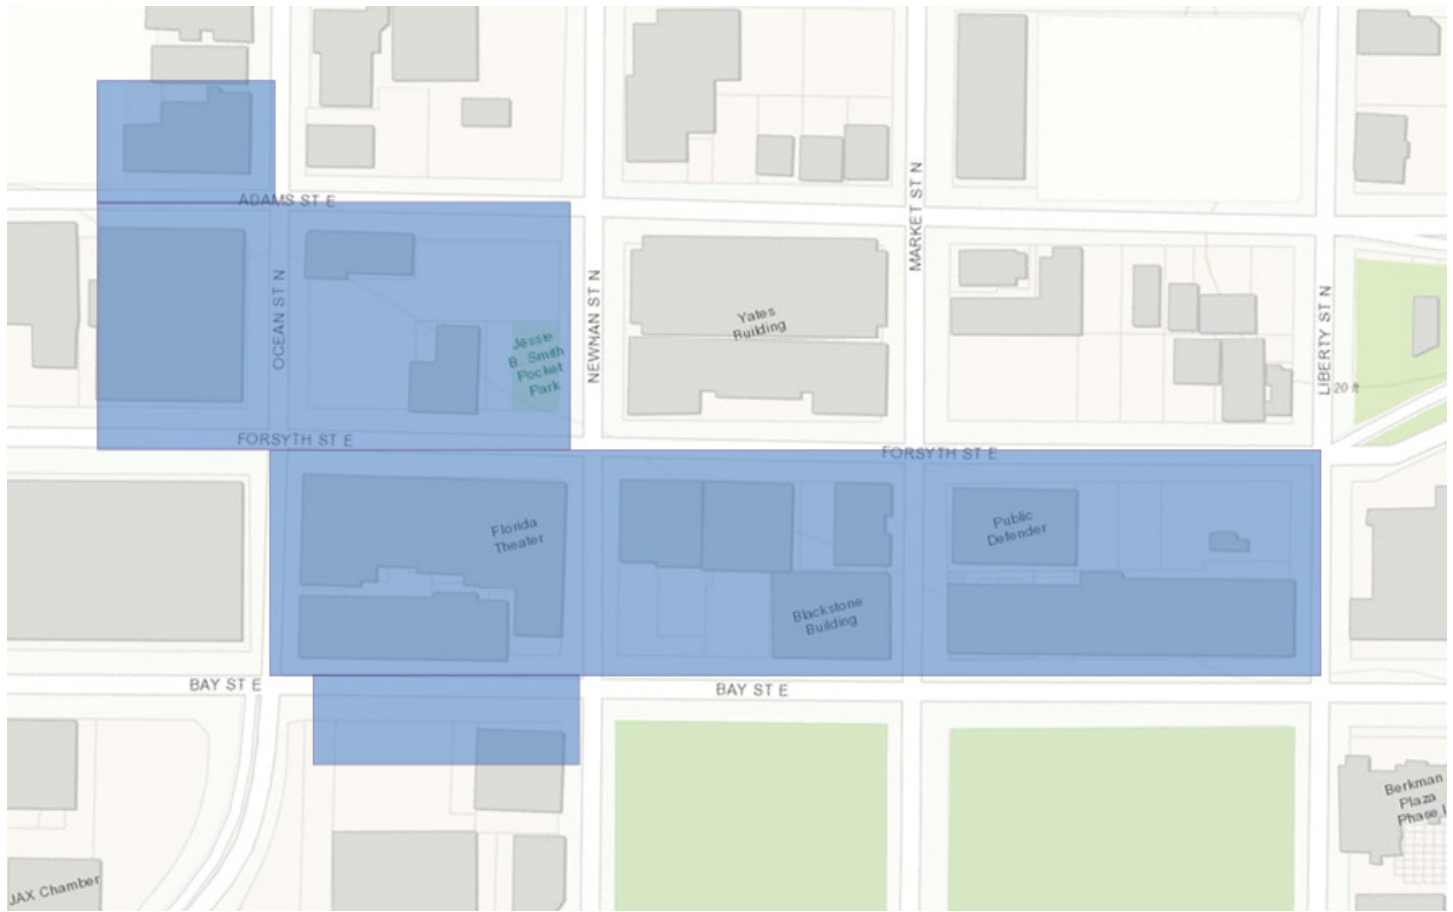 ADAMS ST E
MARKET ST N
OCEAN ST N
NEWNAN ST N
Yates
Building
LIBERTY ST N
Jessie
B. Smith
Pocket
Park
20 ft
FORSYTH ST E
FORSYTH ST E
Florida
Theater
Public
Defender
Blackstone
Building
BAY ST E
BAY ST E
Berkman
Plaza
Phase I
JAX Chamber